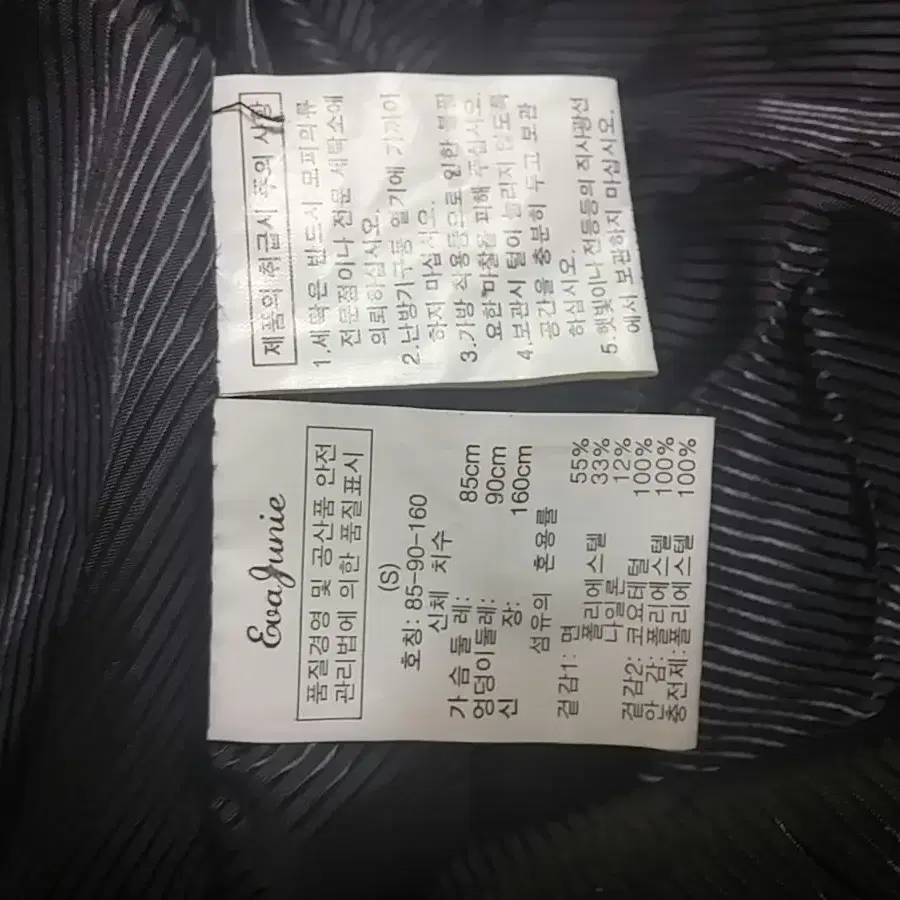 제품의 취급시 주의 사항
1.세탁은 반드시 모피의류
전문점이나 전문 세탁소에
의뢰하십시오.
2.난방기구등 열기에 가까이
하지 마십시오.
3.가방 식용등으로 인한 불필
요한 마찰을 피해 주십시오.
4.보관시 털이 눌리지 않도록
공간을 충분히 두고 보관
하십시오.
5.햇빛이나 전등등의 직사광선
에서 보관하지 마십시오.
Eva Junie
품질경영 및 공산품 안전
관리법에 의한 품질표시
(S)
호칭: 85-90-160
신체 치수
가 슴 둘 레: 85cm
엉덩이둘레: 90cm
신 장: 160cm
섬유의 혼용률
겉감1: 면 55%
폴리에스텔 33%
나일론 12%
겉감2: 코요테털 100%
안 감: 폴리에스텔 100%
충전제: 폴리에스텔 100%